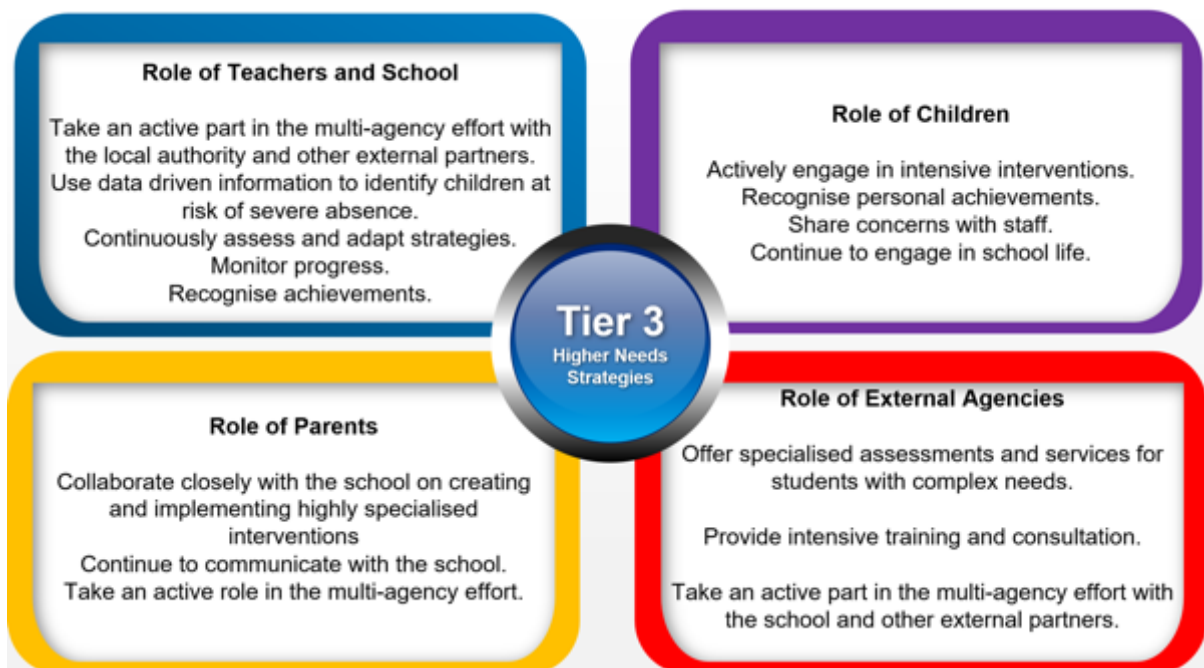 Role of Teachers and School
Take an active part in the multi-agency effort with
the local authority and other external partners.
Use data driven information to identify children at
risk of severe absence.
Continuously assess and adapt strategies.
Monitor progress.
Recognise achievements.
Role of Children
Actively engage in intensive interventions.
Recognise personal achievements.
Share concerns with staff.
Continue to engage in school life.
Tier 3
Higher Needs
Strategies
Role of Parents
Collaborate closely with the school on creating
and implementing highly specialised
interventions
Continue to communicate with the school.
Take an active role in the multi-agency effort.
Role of External Agencies
Offer specialised assessments and services for
students with complex needs.
Provide intensive training and consultation.
Take an active part in the multi-agency effort with
the school and other external partners.